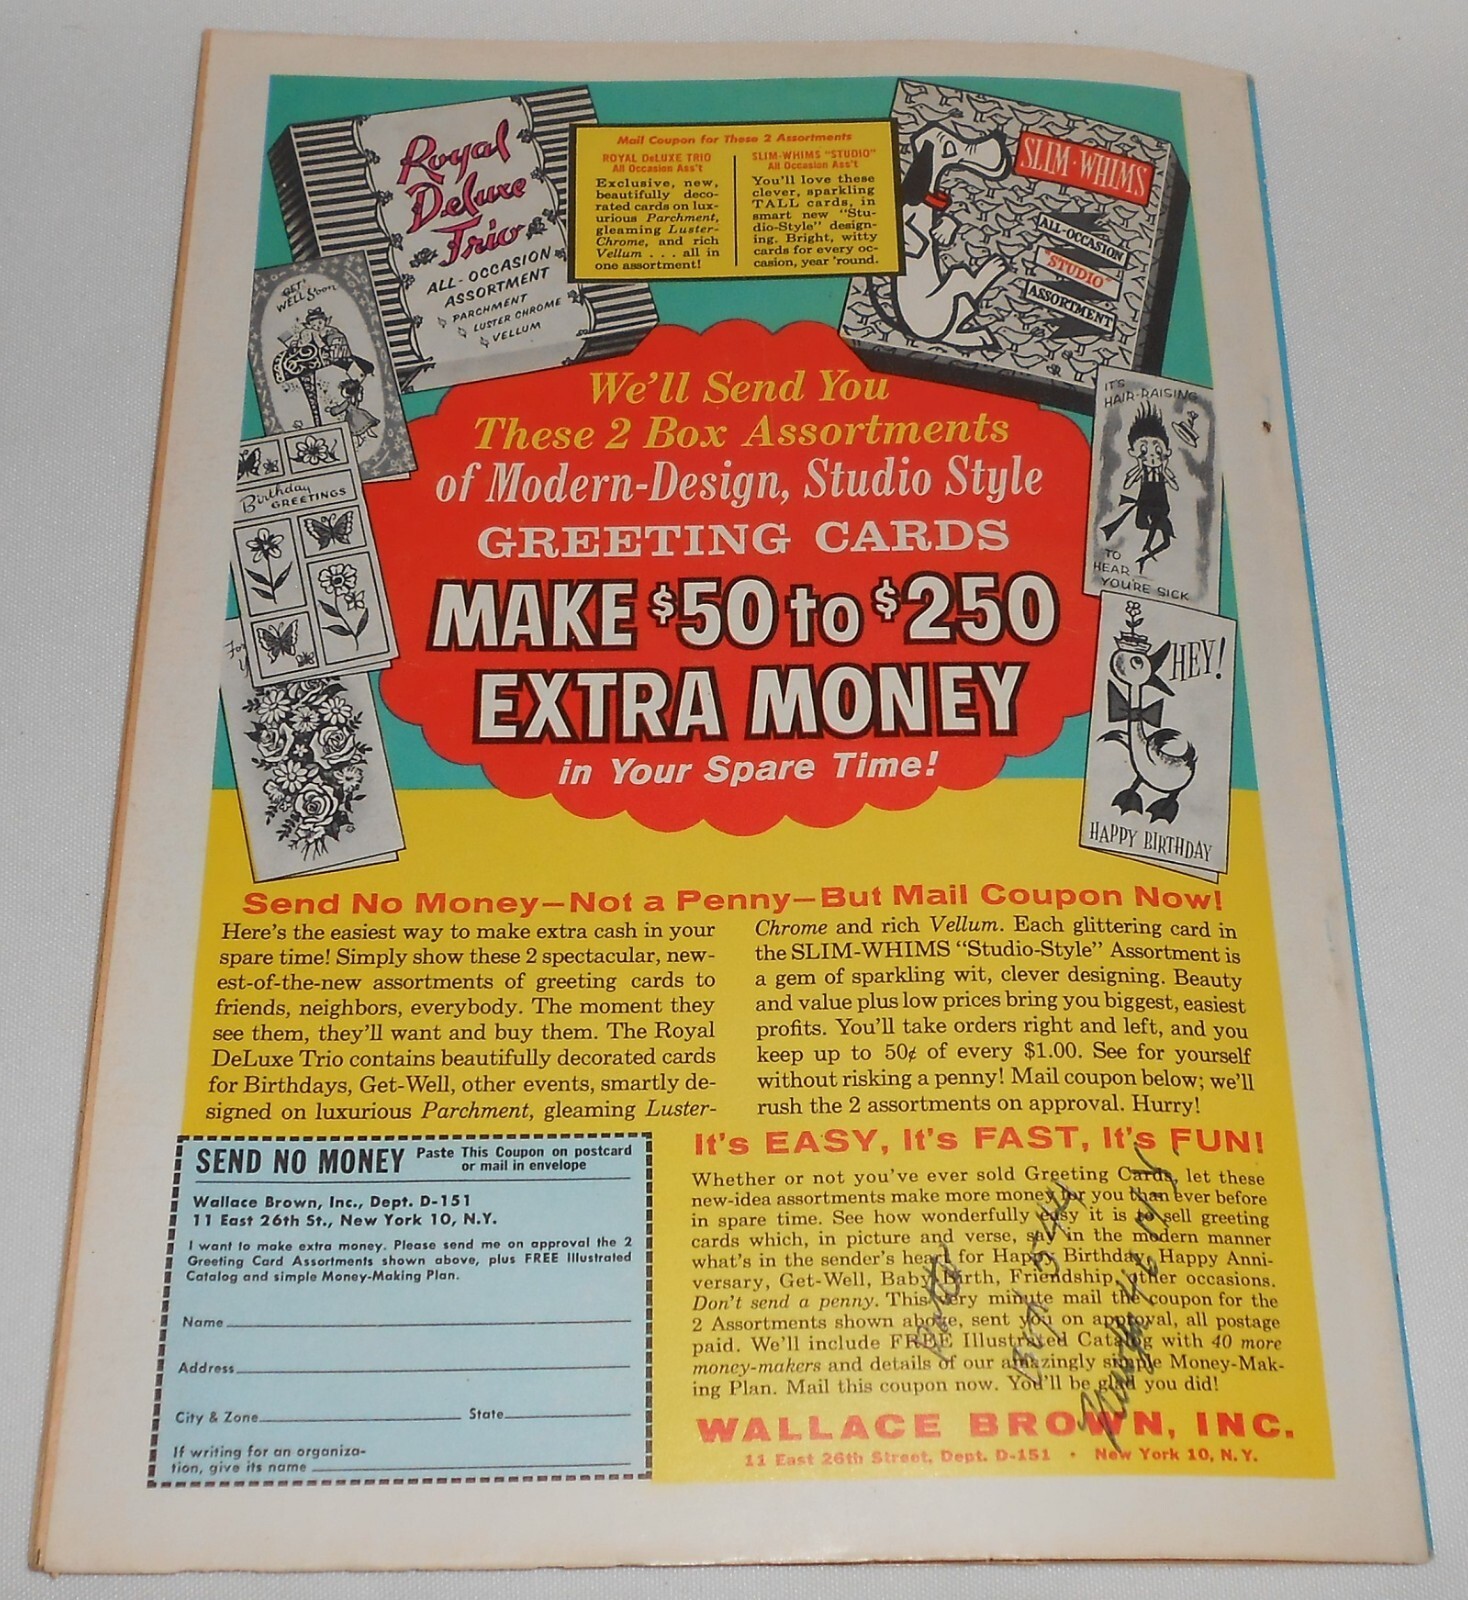 Royal
Deluxe
Trio
ALL-OCCASION
ASSORTMENT
PARCHMENT
LUSTER CHROME
VELLUM
Mail Coupon for These 2 Assortments
ROYAL DeLUXE TRIO
All Occasion Ass't
Exclusive, new,
beautifully deco-
rated cards on lux-
urious Parchment,
gleaming Luster-
Chrome, and rich
Vellum . . . all in
one assortment!
SLIM-WHIMS "STUDIO"
All Occasion Ass't
You'll love these
clever, sparkling
TALL cards, in
smart new "Stu-
dio-Style" design-
ing. Bright, witty
cards for every oc-
casion, year 'round.
SLIM-WHIMS
ALL-OCCASION
"STUDIO"
ASSORTMENT
GET
WELL Soon
Birthday
GREETINGS
For
IT'S
HAIR-RAISING
TO
HEAR
YOU'RE SICK
HEY!
HAPPY BIRTHDAY
We'll Send You
These 2 Box Assortments
of Modern-Design, Studio Style
GREETING CARDS
MAKE $50 to $250
EXTRA MONEY
in Your Spare Time!
Send No Money—Not a Penny—But Mail Coupon Now!
Here's the easiest way to make extra cash in your
spare time! Simply show these 2 spectacular, new-
est-of-the-new assortments of greeting cards to
friends, neighbors, everybody. The moment they
see them, they'll want and buy them. The Royal
DeLuxe Trio contains beautifully decorated cards
for Birthdays, Get-Well, other events, smartly de-
signed on luxurious Parchment, gleaming Luster-
Chrome and rich Vellum. Each glittering card in
the SLIM-WHIMS "Studio-Style" Assortment is
a gem of sparkling wit, clever designing. Beauty
and value plus low prices bring you biggest, easiest
profits. You'll take orders right and left, and you
keep up to 50¢ of every $1.00. See for yourself
without risking a penny! Mail coupon below; we'll
rush the 2 assortments on approval. Hurry!
SEND NO MONEY Paste This Coupon on postcard
or mail in envelope
Wallace Brown, Inc., Dept. D-151
11 East 26th St., New York 10, N.Y.
I want to make extra money. Please send me on approval the 2
Greeting Card Assortments shown above, plus FREE Illustrated
Catalog and simple Money-Making Plan.
Name
Address
City & Zone State
If writing for an organiza-
tion, give its name
It's EASY, It's FAST, It's FUN!
Whether or not you've ever sold Greeting Cards, let these
new-idea assortments make more money for you than ever before
in spare time. See how wonderfully easy it is to sell greeting
cards which, in picture and verse, say in the modern manner
what's in the sender's heart for Happy Birthday, Happy Anni-
versary, Get-Well, Baby Birth, Friendship, other occasions.
Don't send a penny. This very minute mail the coupon for the
2 Assortments shown above, sent you on approval, all postage
paid. We'll include FREE Illustrated Catalog with 40 more
money-makers and details of our amazingly simple Money-Mak-
ing Plan. Mail this coupon now. You'll be glad you did!
WALLACE BROWN, INC.
11 East 26th Street, Dept. D-151 • New York 10, N.Y.